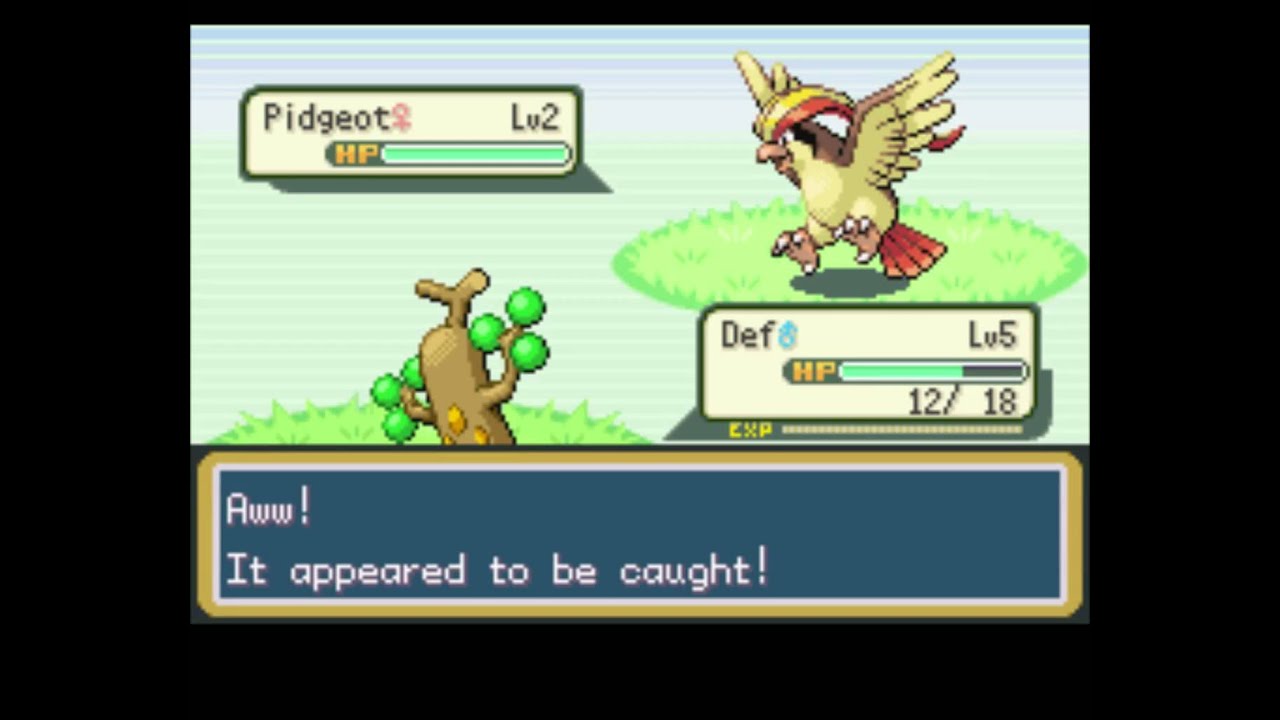 Pidgeot♀ Lv2
HP
Def♂ Lv5
HP
12/ 18
EXP
Aww!
It appeared to be caught!